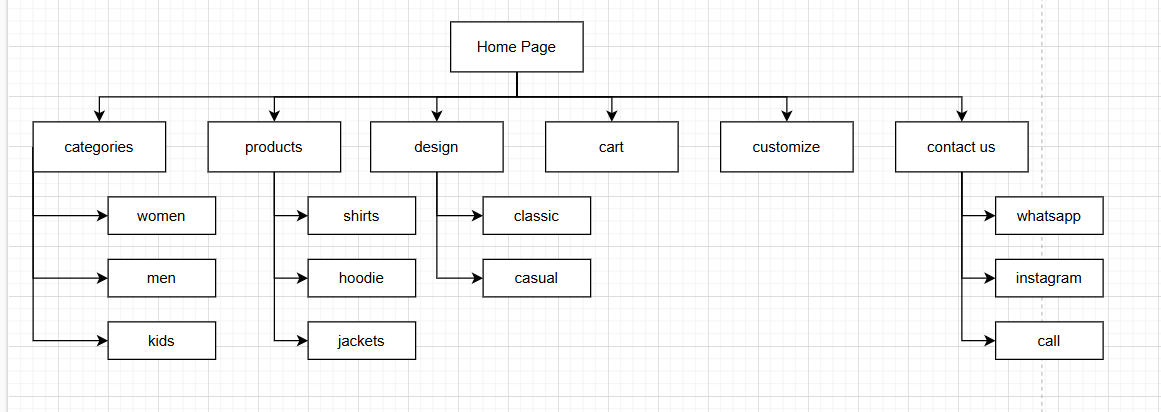 Home Page
categories
products
design
cart
customize
contact us
women
shirts
classic
whatsapp
men
hoodie
casual
instagram
kids
jackets
call